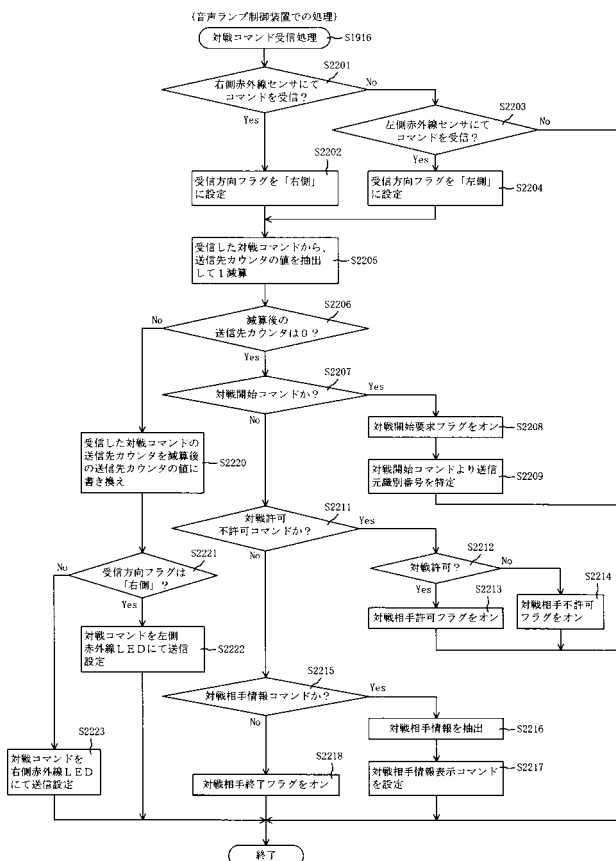 (音声ランプ制御装置での処理)
対戦コマンド受信処理
S1916
S2201
右側赤外線センサにて
コマンドを受信?
No
Yes
S2203
左側赤外線センサにて
コマンドを受信?
No
Yes
S2202
受信方向フラグを「右側」
に設定
受信方向フラグを「左側」
に設定
S2204
受信した対戦コマンドから、
送信先カウンタの値を抽出
して1減算
S2205
S2206
減算後の
送信先カウンタは0?
No
Yes
S2207
対戦開始コマンドか?
Yes
No
対戦開始要求フラグをオン
S2208
対戦開始コマンドより送信
元識別番号を特定
S2209
受信した対戦コマンドの
送信先カウンタを減算後
の送信先カウンタの値に
書き換え
S2220
S2211
対戦許可
不許可コマンドか?
Yes
No
S2212
対戦許可?
No
Yes
S2213
対戦相手許可フラグをオン
S2214
対戦相手不許可
フラグをオン
S2221
受信方向フラグは
「右側」?
No
Yes
対戦コマンドを左側
赤外線LEDにて送信
設定
S2222
S2215
対戦相手情報コマンドか?
Yes
No
対戦相手情報を抽出
S2216
対戦相手情報表示コマンド
を設定
S2217
S2218
対戦相手終了フラグをオン
S2223
対戦コマンドを
右側赤外線LED
にて送信設定
終了